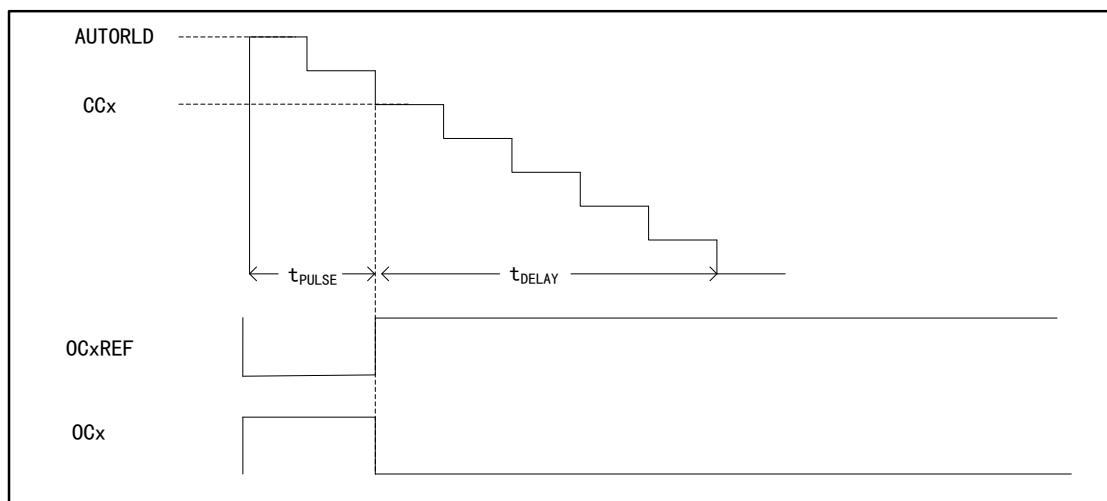 AUTORLD
CCx
tPULSE
tDELAY
OCxREF
OCx